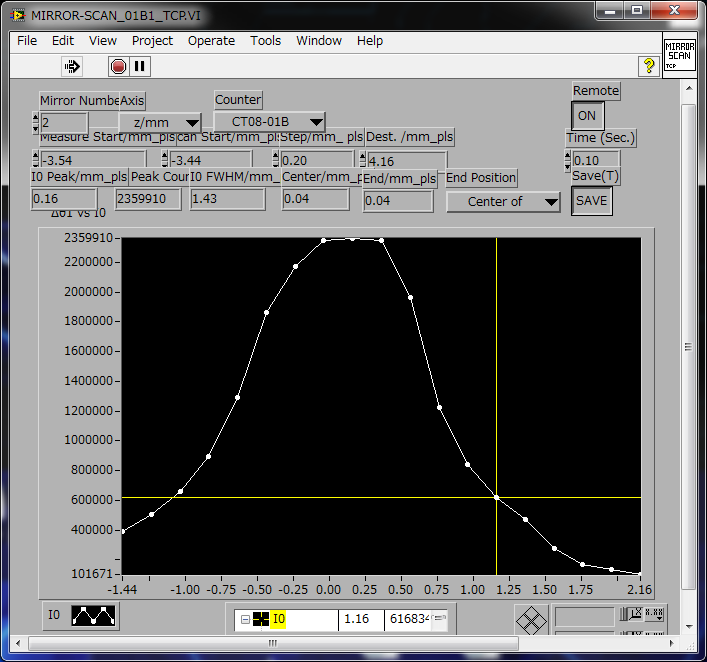 MIRROR-SCAN_01B1_TCP.VI
File Edit View Project Operate Tools Window Help
MIRROR SCAN TCP
Mirror Numbe Axis Counter Remote
2 z/mm CT08-01B ON
Measure Start/mm_pl can Start/mm_pl Step/mm_ pls Dest. /mm_pls Time (Sec.)
-3.54 -3.44 0.20 4.16 0.10
I0 Peak/mm_pls Peak Cour I0 FWHM/mm_ Center/mm_p End/mm_pls End Position Save(T)
0.16 2359910 1.43 0.04 0.04 Center of SAVE
Δθ1 vs I0
2359910
2200000
2000000
1800000
1600000
1400000
1200000
1000000
800000
600000
400000
101671
-1.44 -1.00 -0.75 -0.50 -0.25 0.00 0.25 0.50 0.75 1.00 1.25 1.50 1.75 2.16
I0
I0 1.16 616834